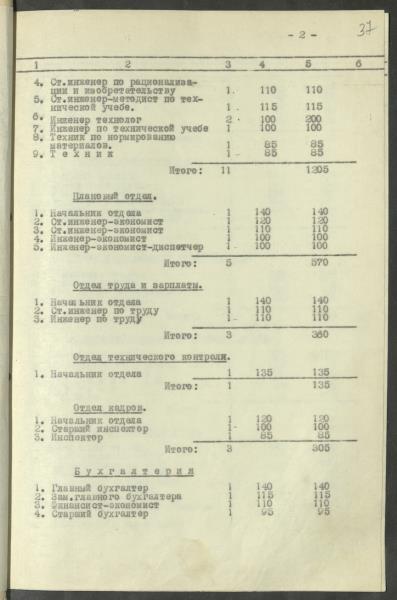 - 2 -
37
1 2 3 4 5 6
4. Ст.инженер по рационализа-
ции и изобретательству 1. 110 110
5. Ст.инженер-методист по тех-
нической учебе. 1. 115 115
6. Инженер технолог 2 100 200
7. Инженер по технической учебе 1 100 100
8. Техник по нормированию
материалов. 1 85 85
9. Т е х н и к 1 85 85
Итого: 11 1205
Плановый отдел.
1. Начальник отдела 1 140 140
2. Ст.инженер-экономист 1 120 120
3. Ст.инженер-экономист 1 110 110
4. Инженер-экономист 1 100 100
5. Инженер-экономист-диспетчер 1 100 100
Итого: 5 570
Отдел труда и зарплаты.
1. Начальник отдела 1 140 140
2. Ст.инженер по труду 1 110 110
3. Инженер по труду 1 110 110
Итого: 3 360
Отдел технического контроля.
1. Начальник отдела 1 135 135
Итого: 1 135
Отдел кадров.
1. Начальник отдела 1 120 120
2. Старший инспектор 1 100 100
3. Инспектор 1 85 85
Итого: 3 305
Б у х г а л т е р и я
1. Главный бухгалтер 1 140 140
2. Зам.главного бухгалтера 1 115 115
3. Финансист-экономист 1 110 110
4. Старший бухгалтер 1 95 95